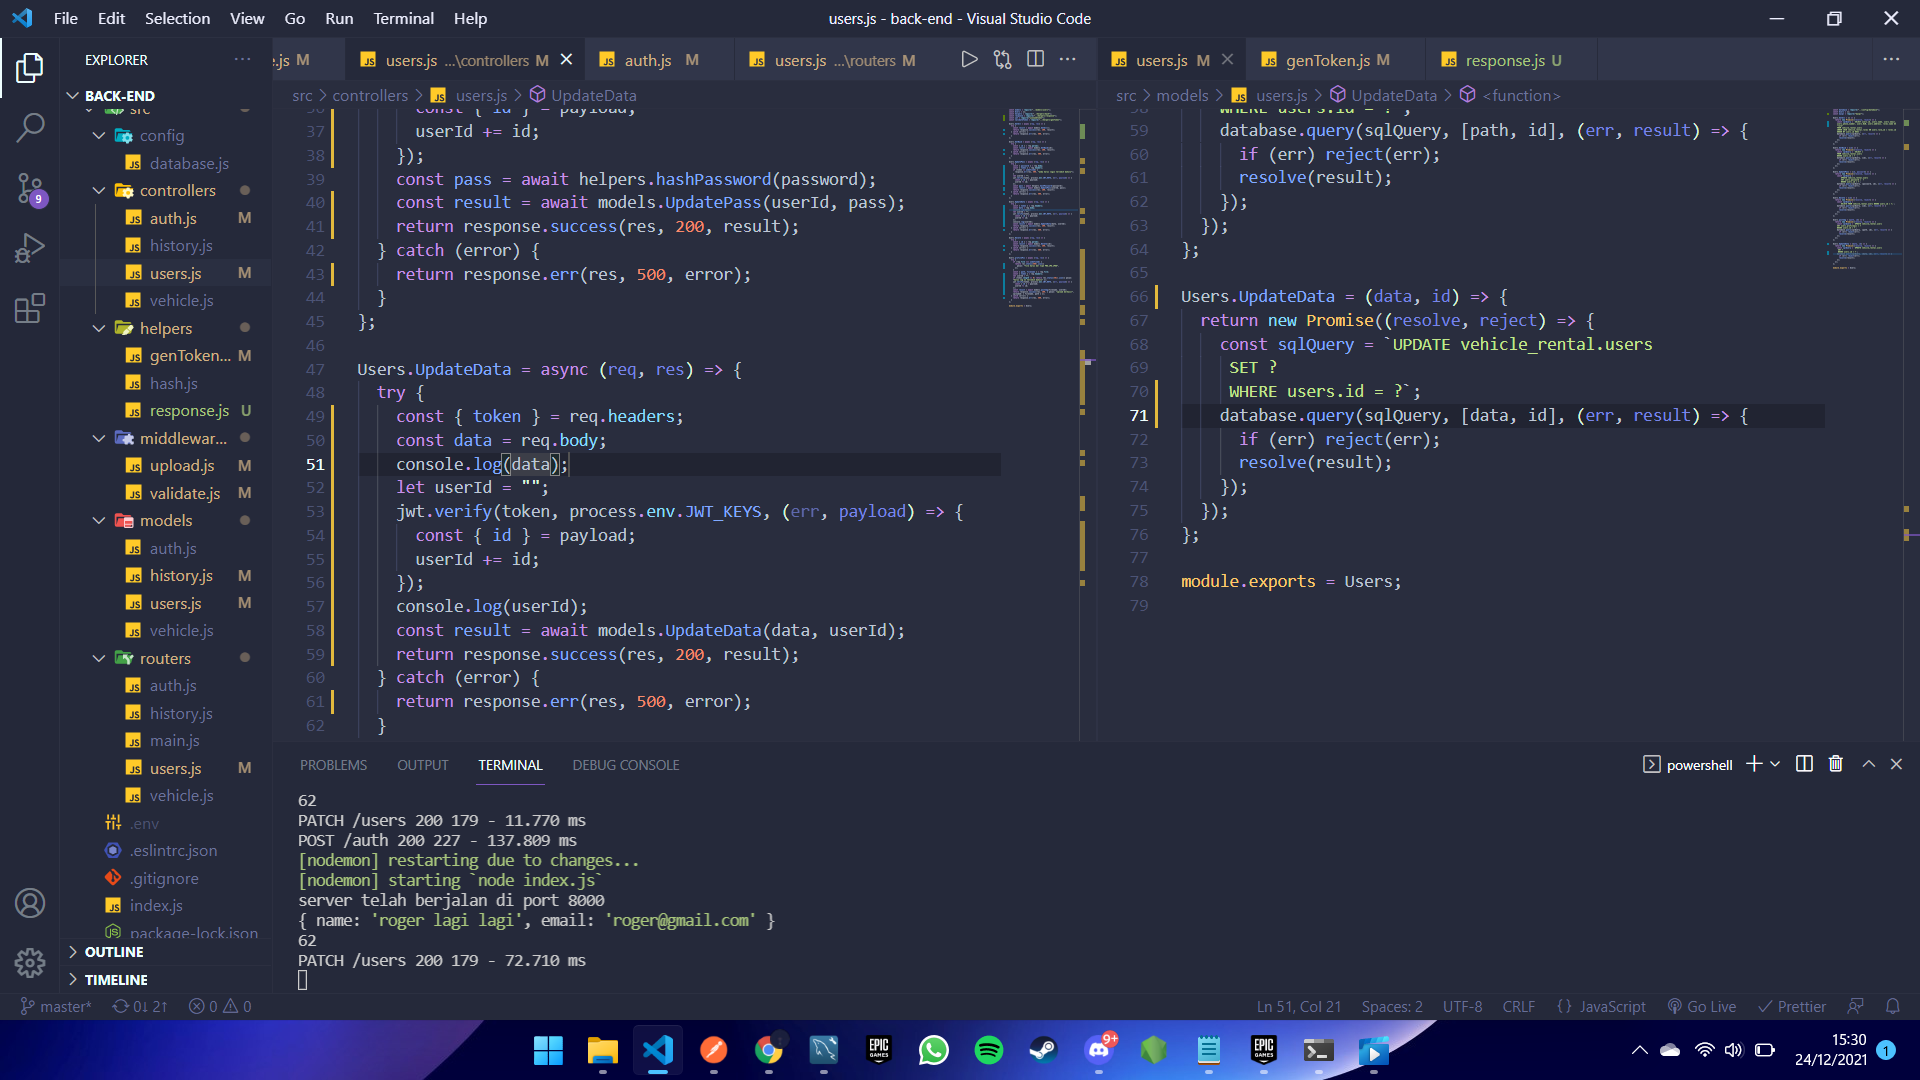 File Edit Selection View Go Run Terminal Help
users.js - back-end - Visual Studio Code
EXPLORER
BACK-END
src
config
database.js
controllers
auth.js M
history.js
users.js M
vehicle.js
helpers
genToken... M
hash.js
response.js U
middlewar...
upload.js M
validate.js M
models
auth.js
history.js M
users.js M
vehicle.js
routers
auth.js
history.js
main.js
users.js M
vehicle.js
.env
.eslintrc.json
.gitignore
index.js
package-lock.json
OUTLINE
TIMELINE
9
e.js M
users.js ...\controllers M
auth.js M
users.js ...\routers M
src > controllers > users.js > UpdateData
36 const { id } = payload;
37 userId += id;
38 });
39 const pass = await helpers.hashPassword(password);
40 const result = await models.UpdatePass(userId, pass);
41 return response.success(res, 200, result);
42 } catch (error) {
43 return response.err(res, 500, error);
44 }
45 };
46
47 Users.UpdateData = async (req, res) => {
48 try {
49 const { token } = req.headers;
50 const data = req.body;
51 console.log(data);
52 let userId = "";
53 jwt.verify(token, process.env.JWT_KEYS, (err, payload) => {
54 const { id } = payload;
55 userId += id;
56 });
57 console.log(userId);
58 const result = await models.UpdateData(data, userId);
59 return response.success(res, 200, result);
60 } catch (error) {
61 return response.err(res, 500, error);
62 }
users.js M
genToken.js M
response.js U
src > models > users.js > UpdateData > <function>
58 WHERE users.id = ?`;
59 database.query(sqlQuery, [path, id], (err, result) => {
60 if (err) reject(err);
61 resolve(result);
62 });
63 });
64 };
65
66 Users.UpdateData = (data, id) => {
67 return new Promise((resolve, reject) => {
68 const sqlQuery = `UPDATE vehicle_rental.users
69 SET ?
70 WHERE users.id = ?`;
71 database.query(sqlQuery, [data, id], (err, result) => {
72 if (err) reject(err);
73 resolve(result);
74 });
75 });
76 };
77
78 module.exports = Users;
79
PROBLEMS OUTPUT TERMINAL DEBUG CONSOLE
powershell
62
PATCH /users 200 179 - 11.770 ms
POST /auth 200 227 - 137.809 ms
[nodemon] restarting due to changes...
[nodemon] starting `node index.js`
server telah berjalan di port 8000
{ name: 'roger lagi lagi', email: 'roger@gmail.com' }
62
PATCH /users 200 179 - 72.710 ms
master* 0↓ 2↑ 0 0
Ln 51, Col 21 Spaces: 2 UTF-8 CRLF {} JavaScript Go Live Prettier
EPIC GAMES
9+
EPIC GAMES
15:30
24/12/2021
1